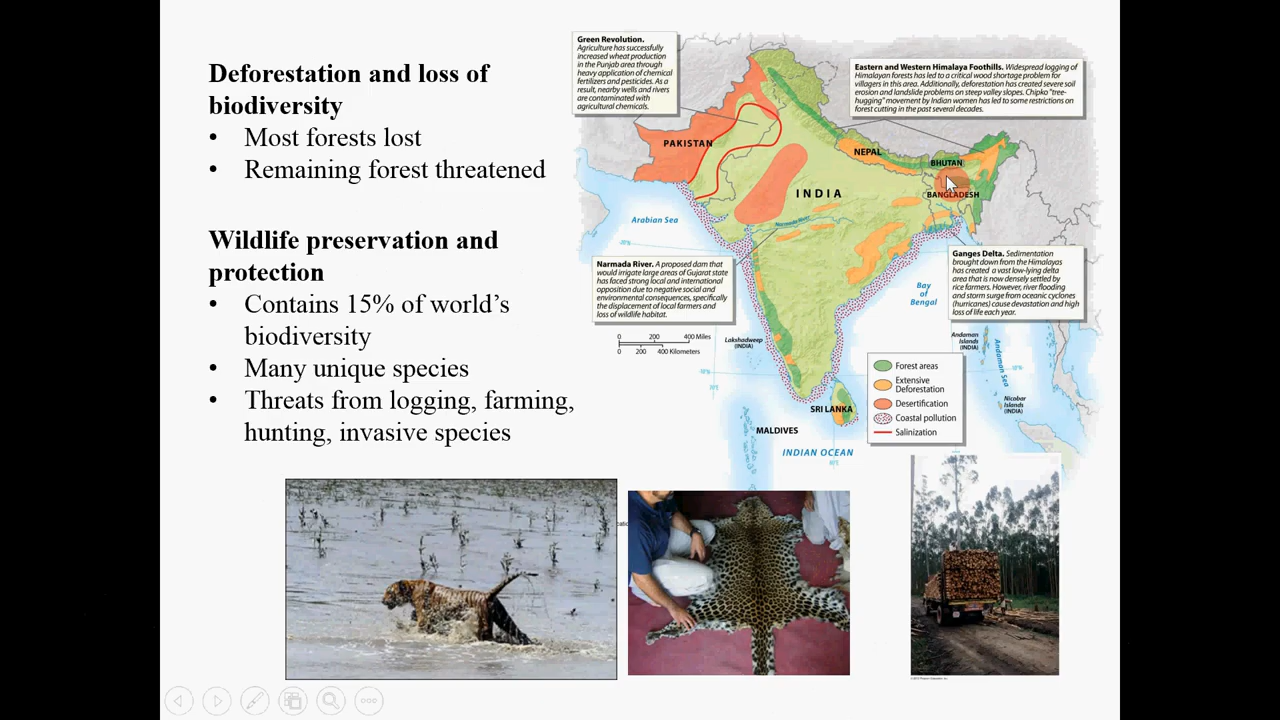 Deforestation and loss of
biodiversity
• Most forests lost
• Remaining forest threatened
Wildlife preservation and
protection
• Contains 15% of world’s
biodiversity
• Many unique species
• Threats from logging, farming,
hunting, invasive species
Green Revolution.
Agriculture has successfully
increased wheat production
in the Punjab area through
heavy application of chemical
fertilizers and pesticides. As a
result, nearby wells and rivers
are contaminated with
agricultural chemicals.
Eastern and Western Himalaya Foothills. Widespread logging of
Himalayan forests has led to a critical wood shortage problem for
villagers in this area. Additionally, deforestation has created severe soil
erosion and landslide problems on steep valley slopes. Chipko "tree-
hugging" movement by Indian women has led to some restrictions on
forest cutting in the past several decades.
PAKISTAN
NEPAL
BHUTAN
INDIA
BANGLADESH
Arabian Sea
Narmada River
20°N
Narmada River. A proposed dam that
would irrigate large areas of Gujarat state
has faced strong local and international
opposition due to negative social and
environmental consequences, specifically
the displacement of local farmers and
loss of wildlife habitat.
Ganges Delta. Sedimentation
brought down from the Himalayas
has created a vast low-lying delta
area that is now densely settled by
rice farmers. However, river flooding
and storm surge from oceanic cyclones
(hurricanes) cause devastation and high
loss of life each year.
Bay
of
Bengal
0 200 400 Miles
0 200 400 Kilometers
Lakshadweep
(INDIA)
Andaman
Islands
(INDIA)
Andaman Sea
Nicobar
Islands
(INDIA)
Forest areas
Extensive
Deforestation
Desertification
Coastal pollution
Salinization
SRI LANKA
MALDIVES
INDIAN OCEAN